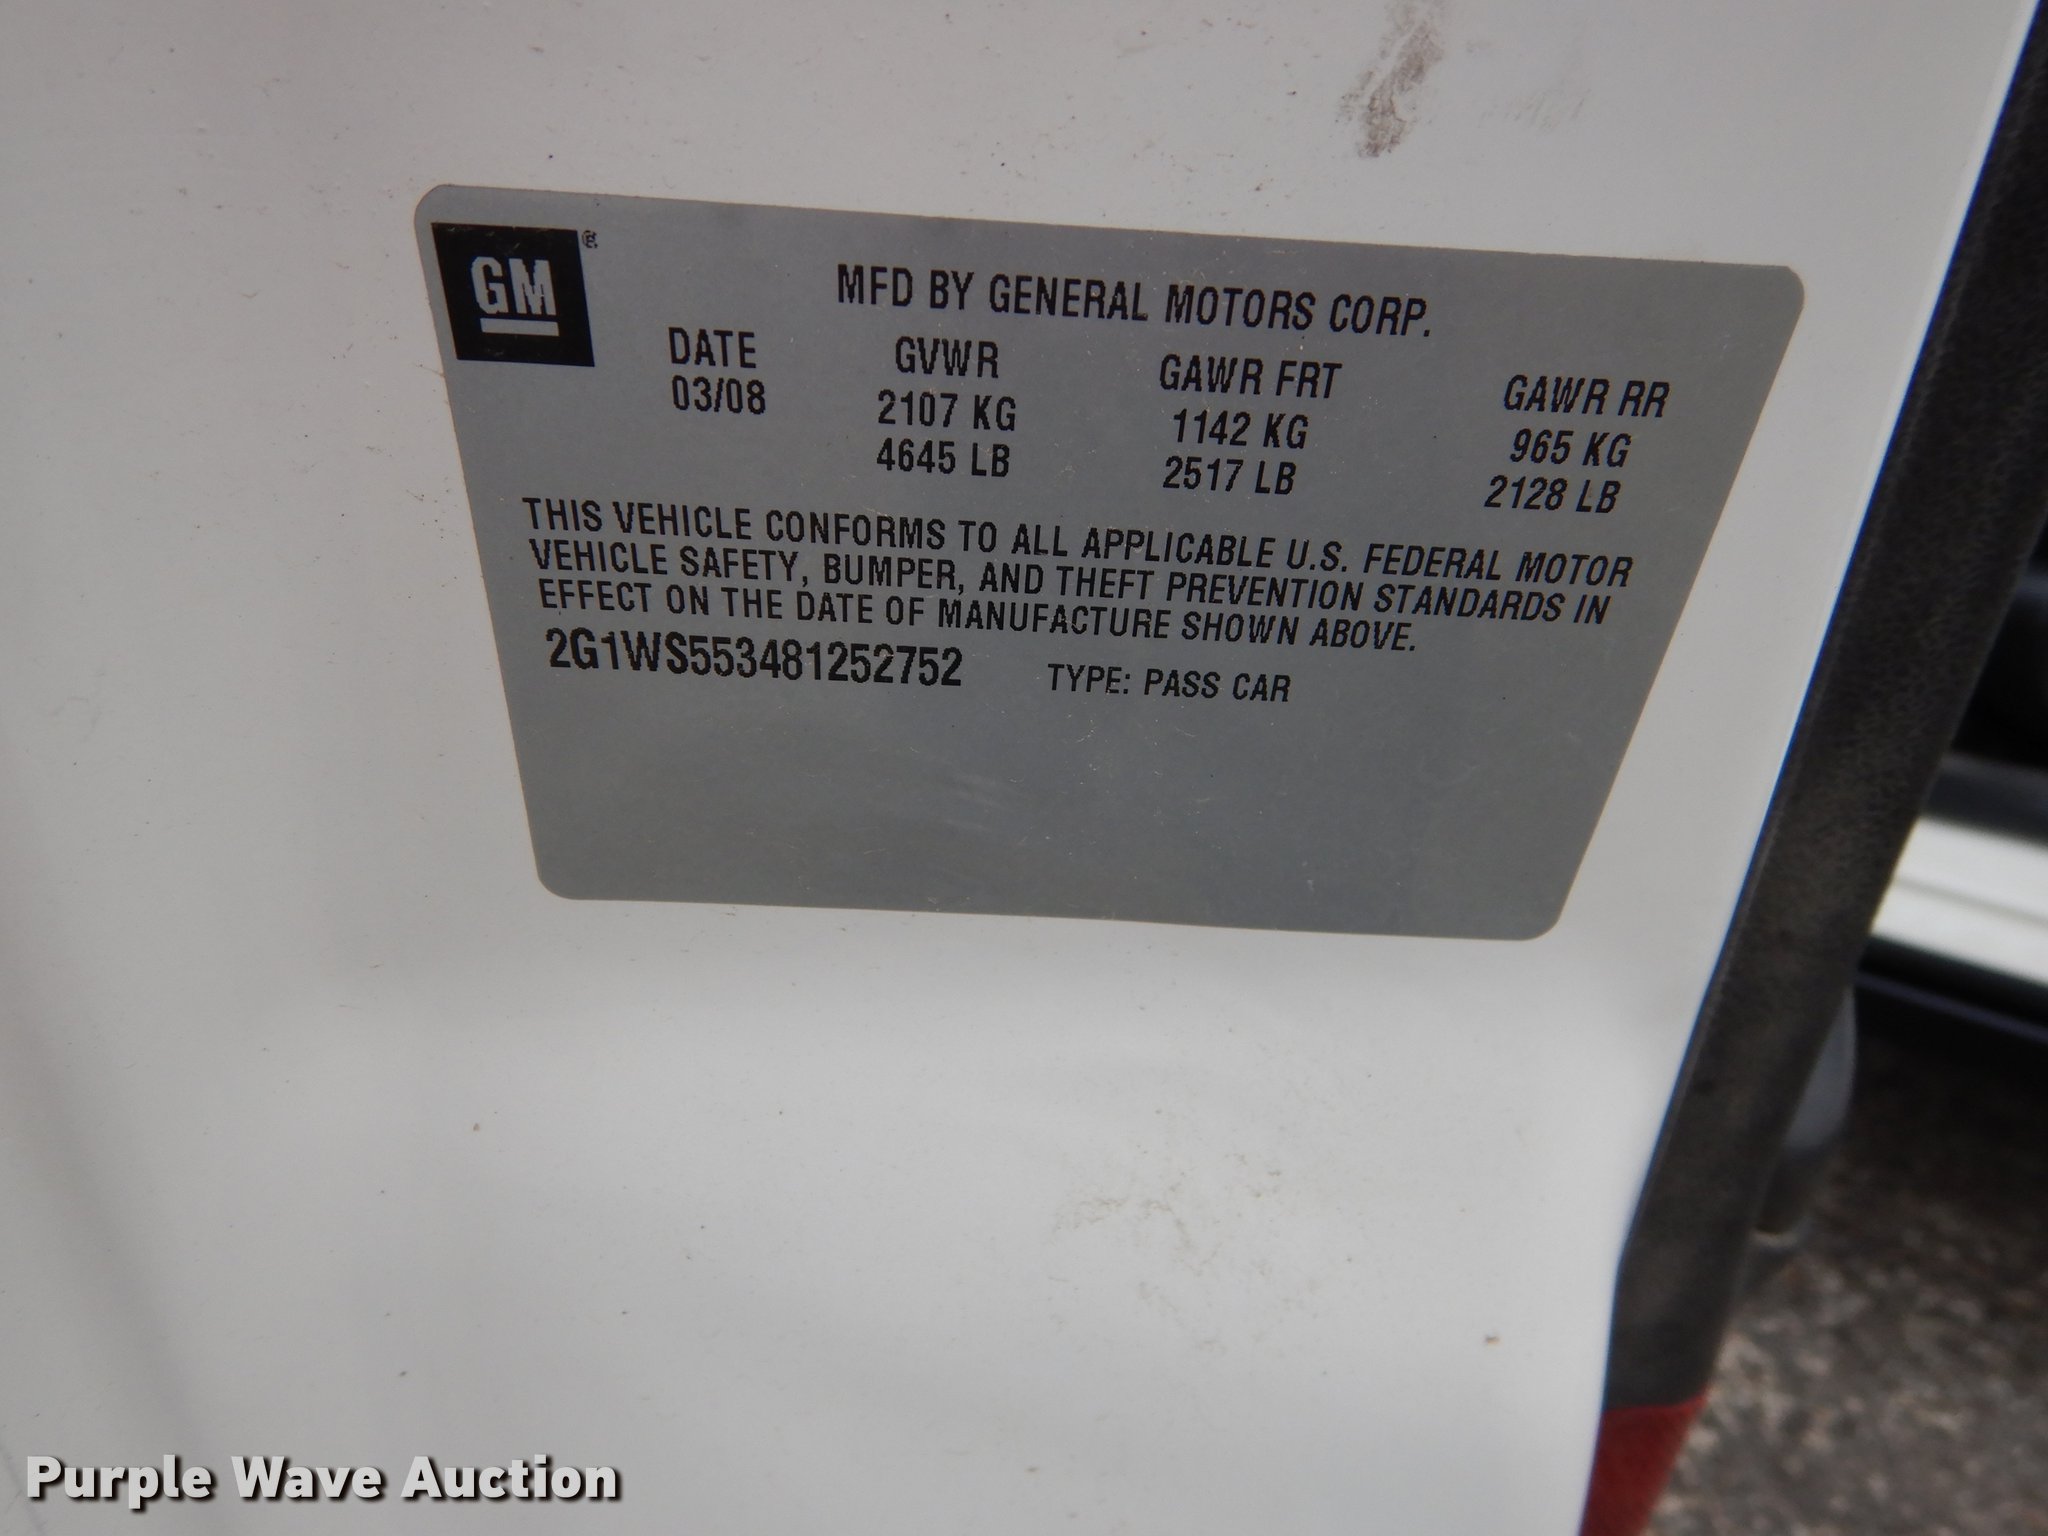 GM®
MFD BY GENERAL MOTORS CORP.
DATE GVWR GAWR FRT GAWR RR
03/08 2107 KG 1142 KG 965 KG
4645 LB 2517 LB 2128 LB
THIS VEHICLE CONFORMS TO ALL APPLICABLE U.S. FEDERAL MOTOR
VEHICLE SAFETY, BUMPER, AND THEFT PREVENTION STANDARDS IN
EFFECT ON THE DATE OF MANUFACTURE SHOWN ABOVE.
2G1WS553481252752 TYPE: PASS CAR
Purple Wave Auction